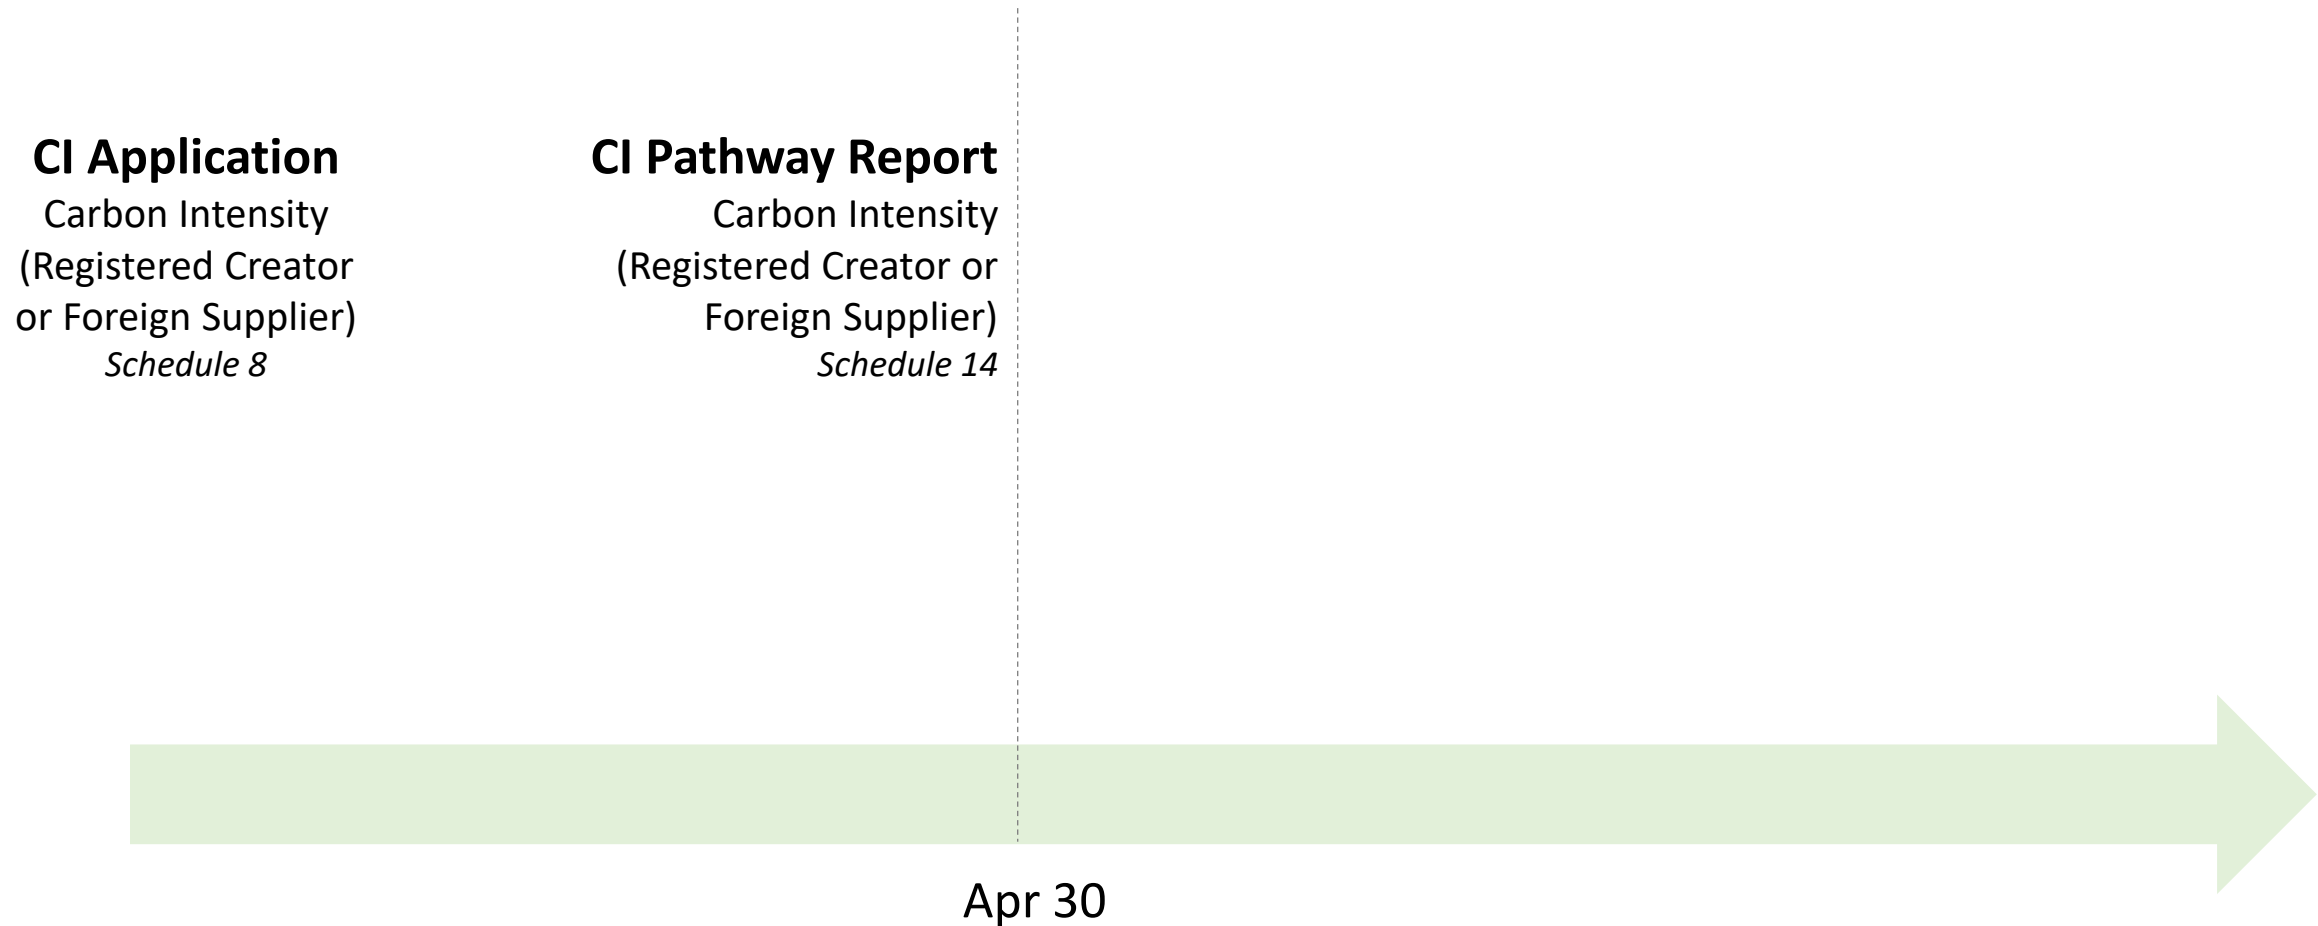 CI Application
Carbon Intensity
(Registered Creator
or Foreign Supplier)
Schedule 8
CI Pathway Report
Carbon Intensity
(Registered Creator or
Foreign Supplier)
Schedule 14
Apr 30